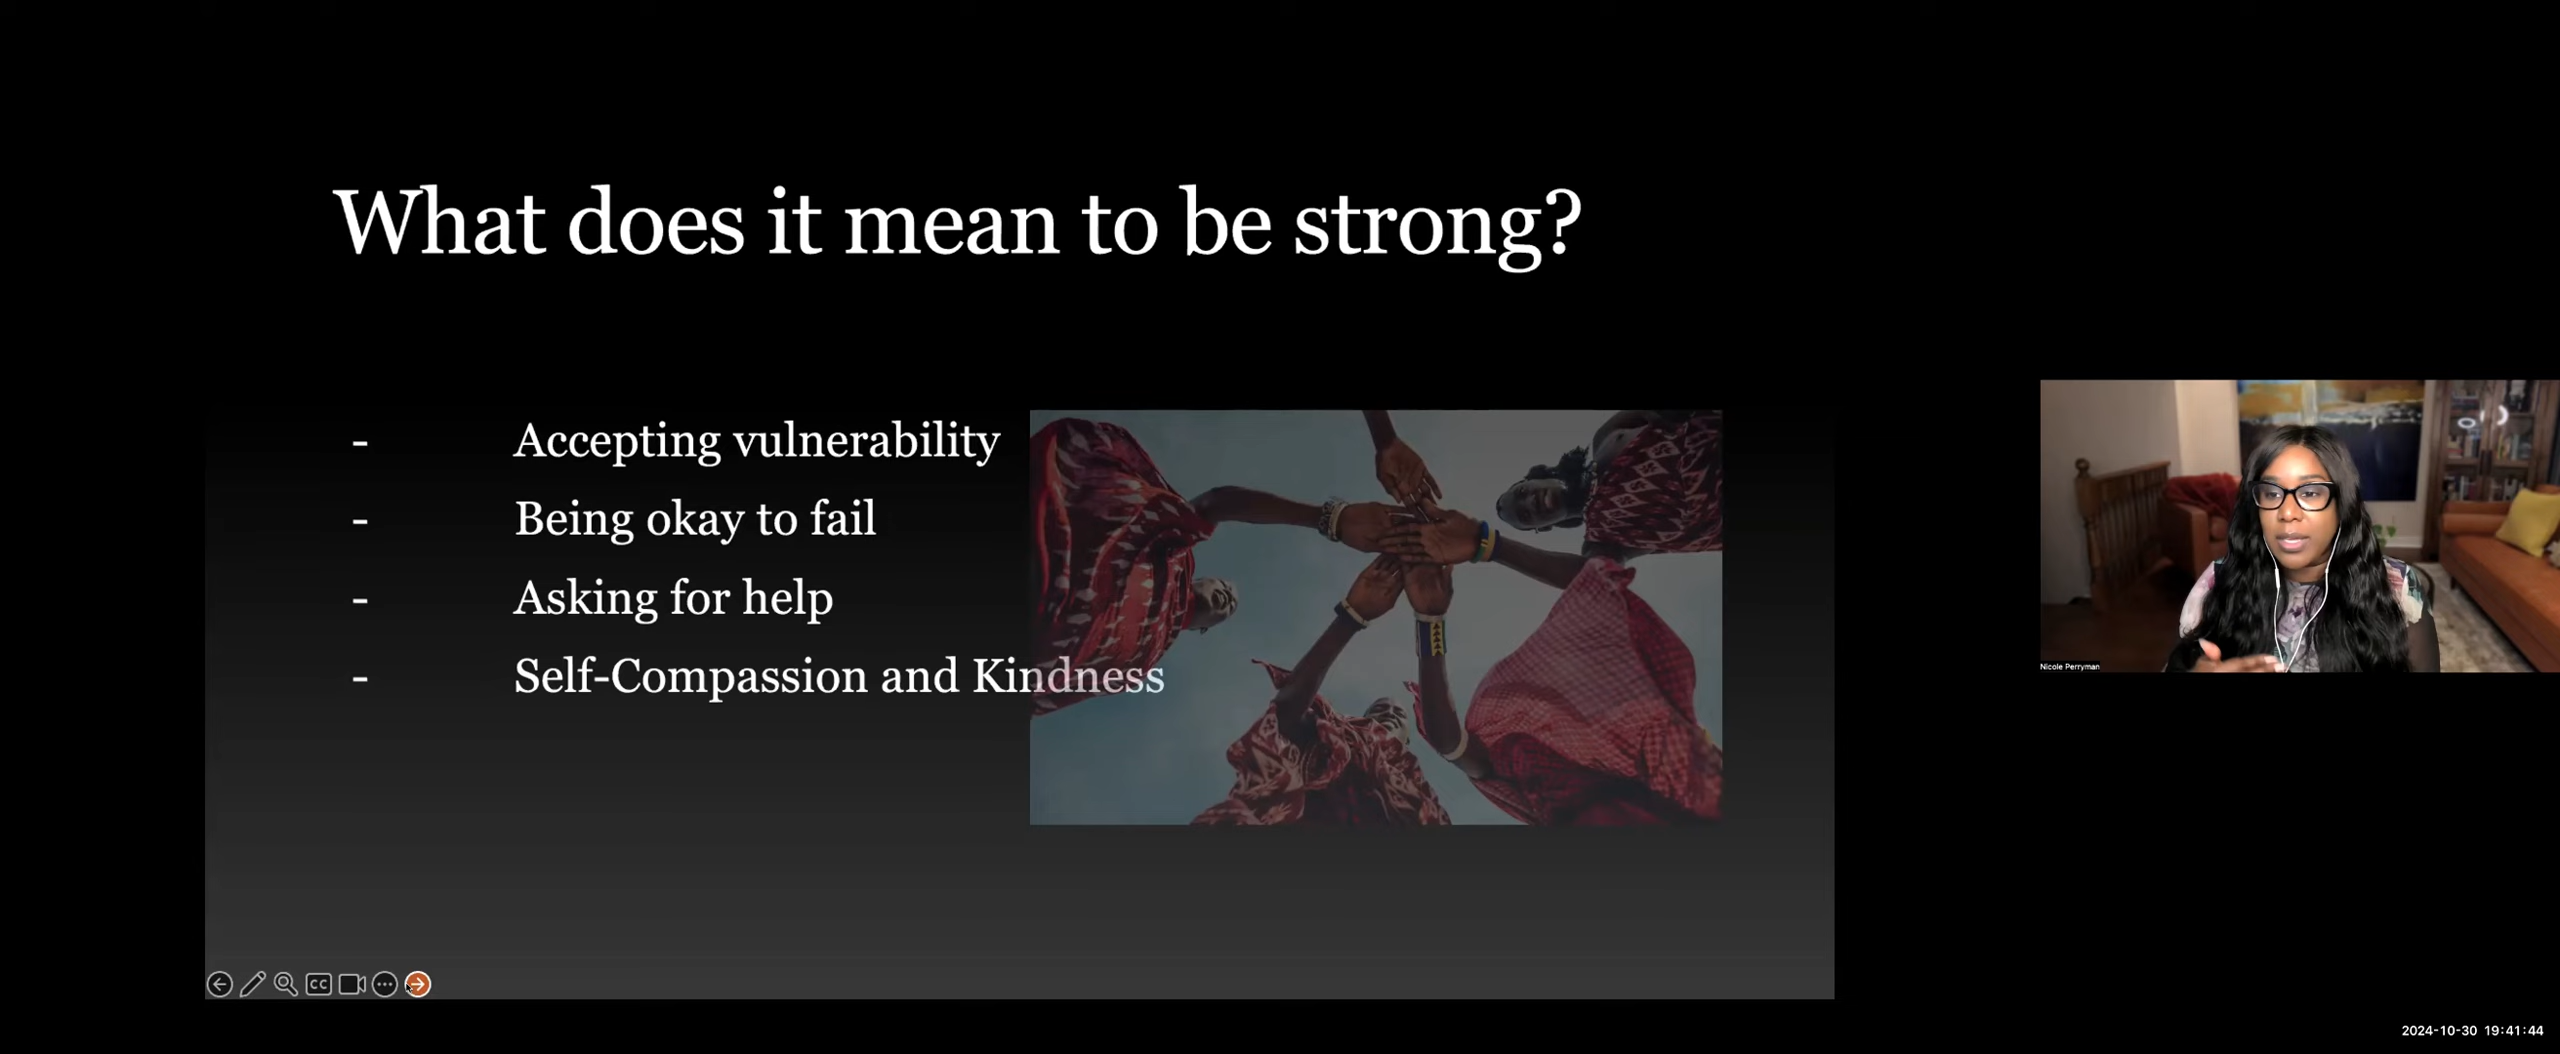 What does it mean to be strong?
- Accepting vulnerability
- Being okay to fail
- Asking for help
- Self-Compassion and Kindness
Nicole Perryman
CC
2024-10-30 19:41:44